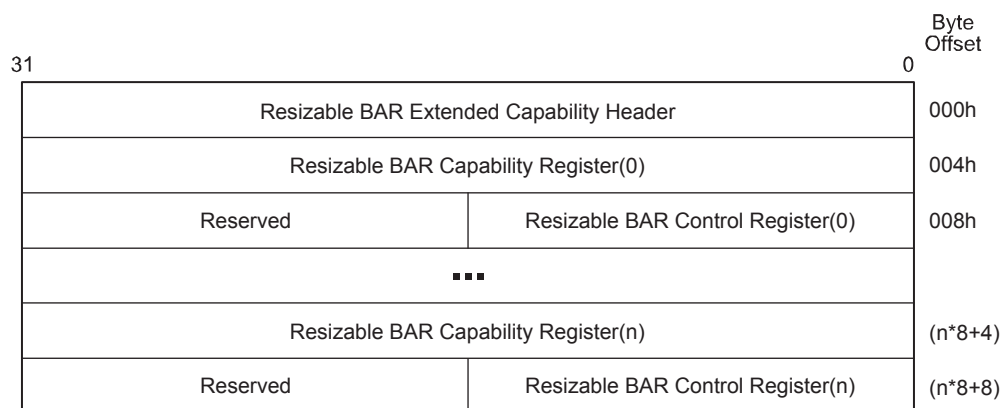 Byte
Offset
31 0
Resizable BAR Extended Capability Header 000h
Resizable BAR Capability Register(0) 004h
Reserved Resizable BAR Control Register(0) 008h
...
Resizable BAR Capability Register(n) (n*8+4)
Reserved Resizable BAR Control Register(n) (n*8+8)